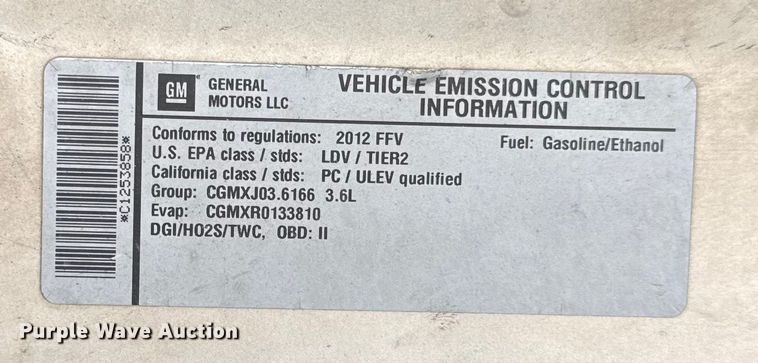 GM
GENERAL
MOTORS LLC
VEHICLE EMISSION CONTROL
INFORMATION
Conforms to regulations: 2012 FFV
Fuel: Gasoline/Ethanol
U.S. EPA class / stds: LDV / TIER2
California class / stds: PC / ULEV qualified
Group: CGMXJ03.6166 3.6L
Evap: CGMXR0133810
DGI/HO2S/TWC, OBD: II
*C1253858*
Purple Wave Auction